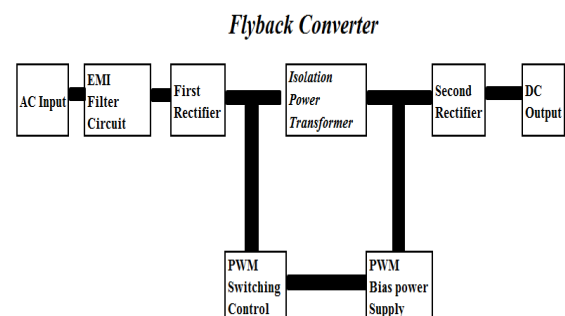 Flyback Converter
AC Input
EMI
Filter
Circuit
First
Rectifier
Isolation
Power
Transformer
Second
Rectifier
DC
Output
PWM
Switching
Control
PWM
Bias power
Supply